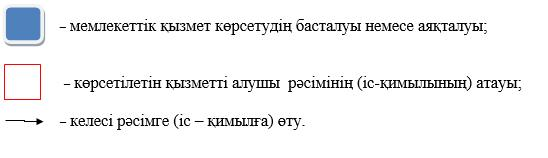 – мемлекеттік қызмет көрсетудің басталуы немесе аяқталуы;
– көрсетілетін қызметті алушы рәсімінің (іс-қимылының) атауы;
– келесі рәсімге (іс – қимылға) өту.